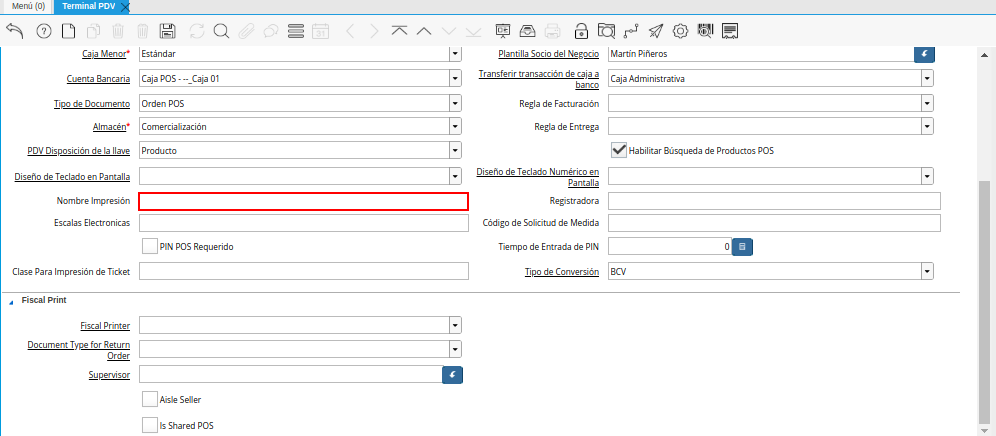 Menú (0) Terminal PDV
Caja Menor* Estándar Plantilla Socio del Negocio Martín Piñeros
Cuenta Bancaria Caja POS - --_Caja 01 Transferir transacción de caja a
banco Caja Administrativa
Tipo de Documento Orden POS Regla de Facturación
Almacén* Comercialización Regla de Entrega
PDV Disposición de la llave Producto Habilitar Búsqueda de Productos POS
Diseño de Teclado en Pantalla Diseño de Teclado Numérico en
Pantalla
Nombre Impresión Registradora
Escalas Electronicas Código de Solicitud de Medida
PIN POS Requerido Tiempo de Entrada de PIN 0
Clase Para Impresión de Ticket Tipo de Conversión BCV
Fiscal Print
Fiscal Printer
Document Type for Return
Order
Supervisor
Aisle Seller
Is Shared POS